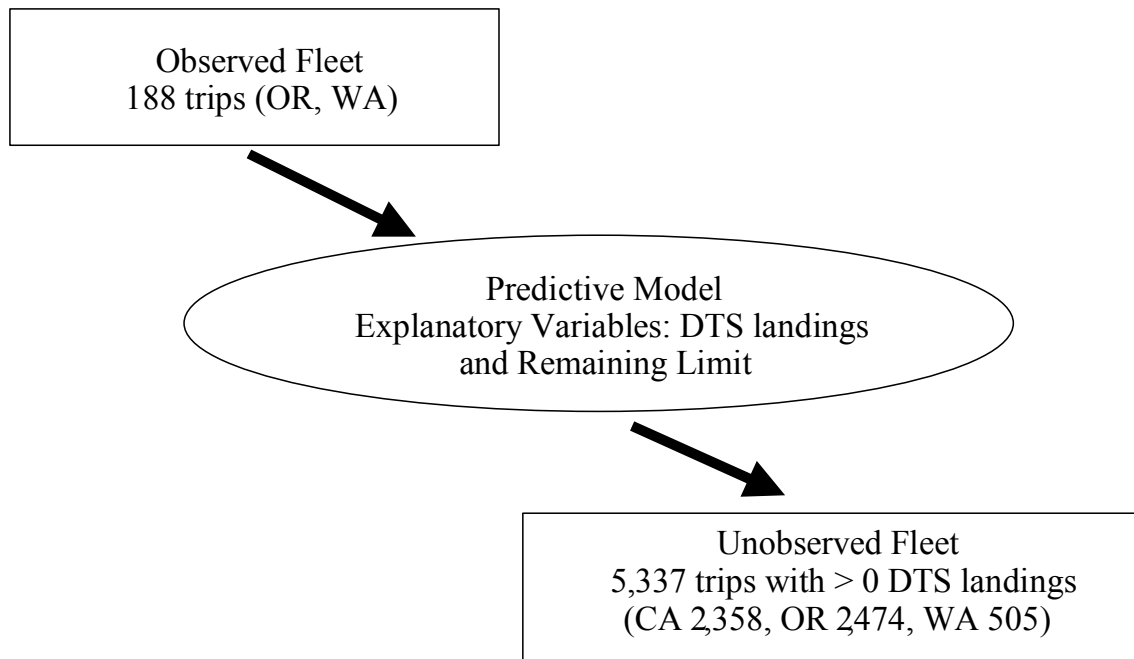 Observed Fleet
188 trips (OR, WA)
Predictive Model
Explanatory Variables: DTS landings
and Remaining Limit
Unobserved Fleet
5,337 trips with > 0 DTS landings
(CA 2,358, OR 2,474, WA 505)